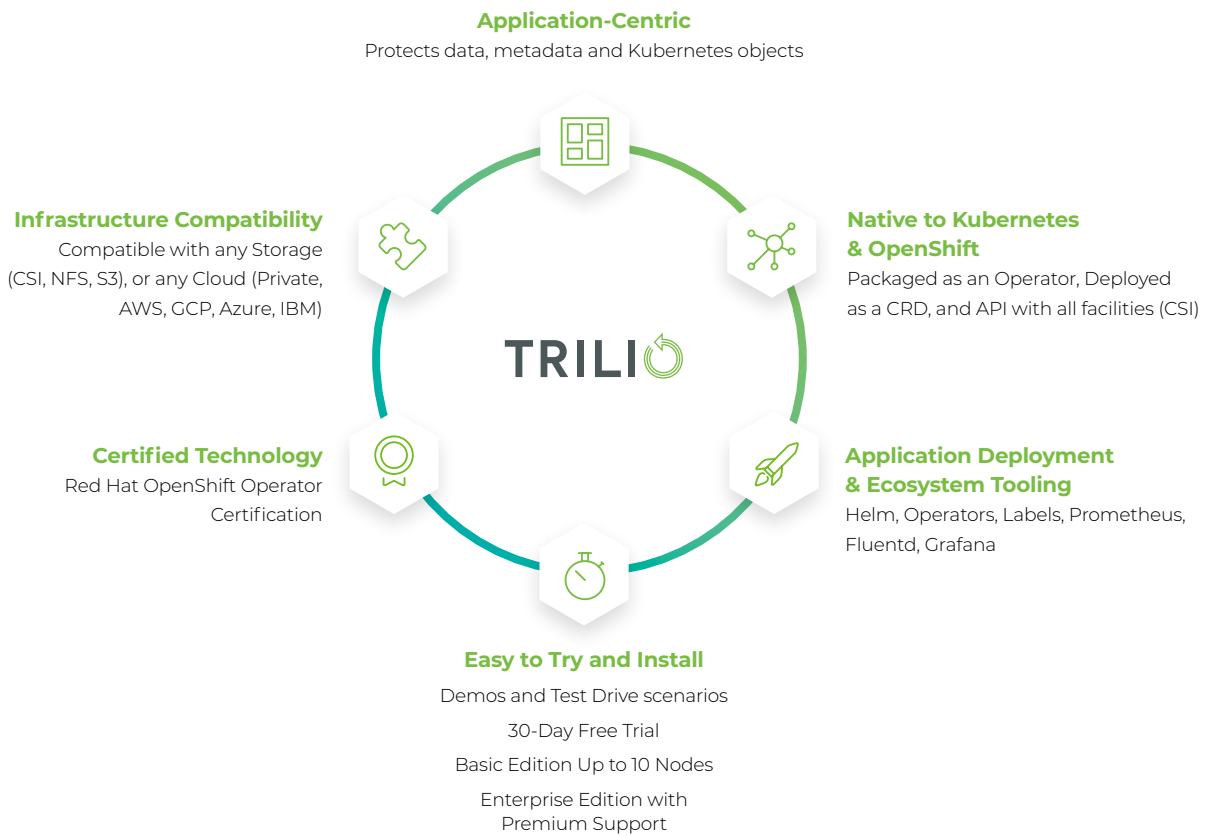 Application-Centric
Protects data, metadata and Kubernetes objects
Infrastructure Compatibility
Compatible with any Storage
(CSI, NFS, S3), or any Cloud (Private,
AWS, GCP, Azure, IBM)
Native to Kubernetes
& OpenShift
Packaged as an Operator, Deployed
as a CRD, and API with all facilities (CSI)
TRILIO
Certified Technology
Red Hat OpenShift Operator
Certification
Application Deployment
& Ecosystem Tooling
Helm, Operators, Labels, Prometheus,
Fluentd, Grafana
Easy to Try and Install
Demos and Test Drive scenarios
30-Day Free Trial
Basic Edition Up to 10 Nodes
Enterprise Edition with
Premium Support